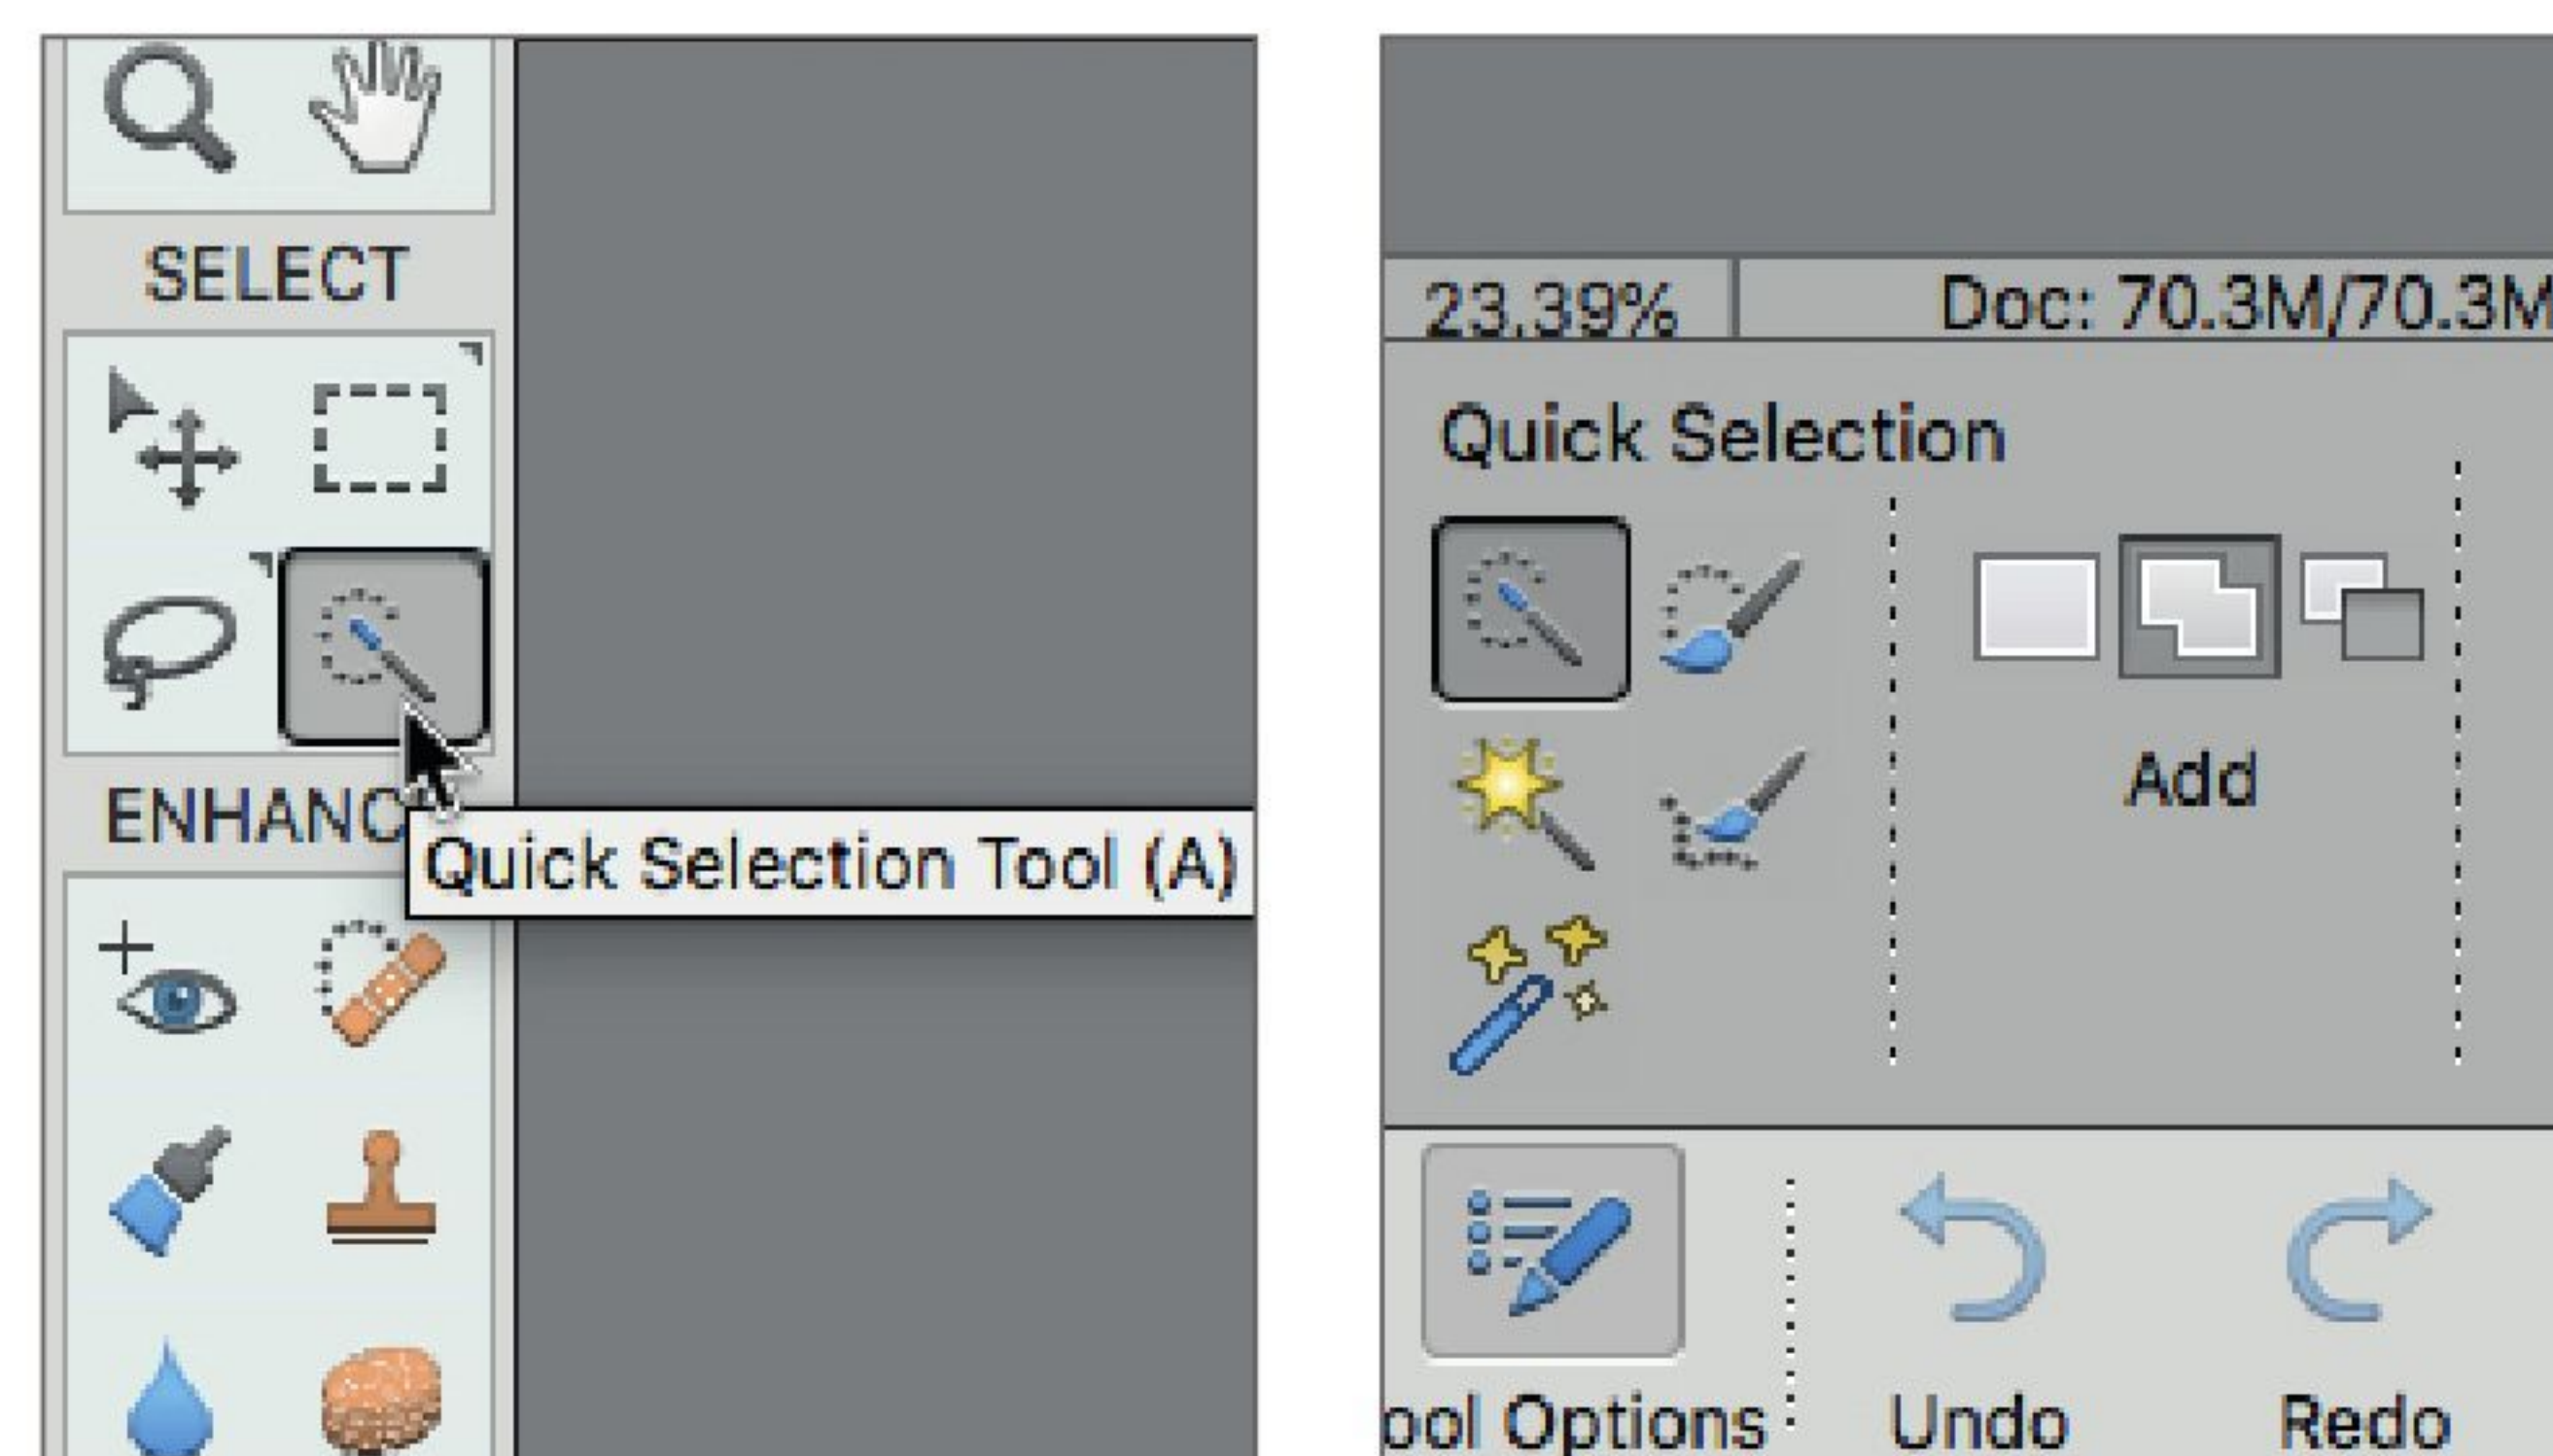 SELECT
ENHANC
Quick Selection Tool (A)
23.39%
Doc: 70.3M/70.3M
Quick Selection
Add
ool Options
Undo
Redo